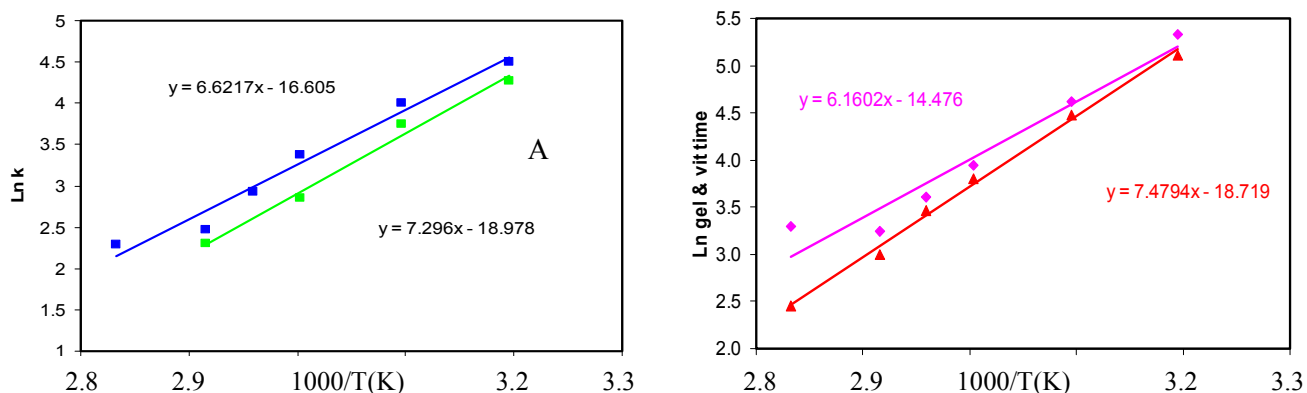 5
4.5
4
3.5
3
2.5
2
1.5
1
Ln k
y = 6.6217x - 16.605
A
y = 7.296x - 18.978
2.8 2.9 1000/T(K) 3.2 3.3
5.5
5.0
4.5
4.0
3.5
3.0
2.5
2.0
Ln gel & vit time
y = 6.1602x - 14.476
y = 7.4794x - 18.719
2.8 2.9 1000/T(K) 3.2 3.3